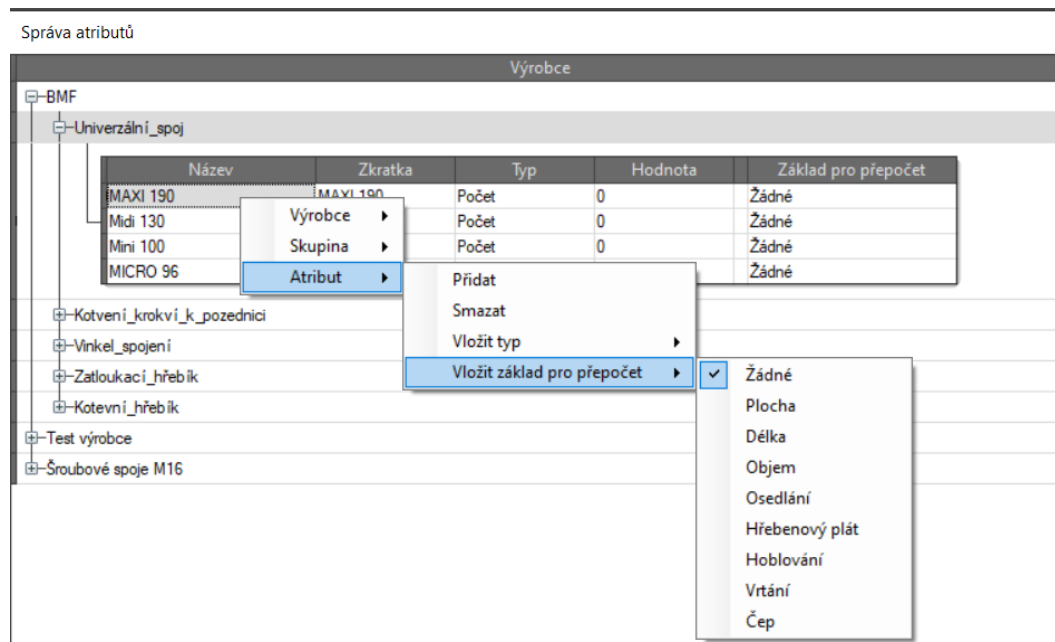 Správa atributů
Výrobce
BMF
Univerzální_spoj
Název Zkratka Typ Hodnota Základ pro přepočet
MAXI 190 MAXI 190 Počet 0 Žádné
Midi 130 Počet 0 Žádné
Mini 100 Počet 0 Žádné
MICRO 96 Žádné
Výrobce
Skupina
Atribut
Přidat
Smazat
Vložit typ
Vložit základ pro přepočet
Žádné
Plocha
Délka
Objem
Osedlání
Hřebenový plát
Hoblování
Vrtání
Čep
Kotvení_krokví_k_pozednici
Vinkel_spojení
Zatloukací_hřebík
Kotevní_hřebík
Test výrobce
Šroubové spoje M16